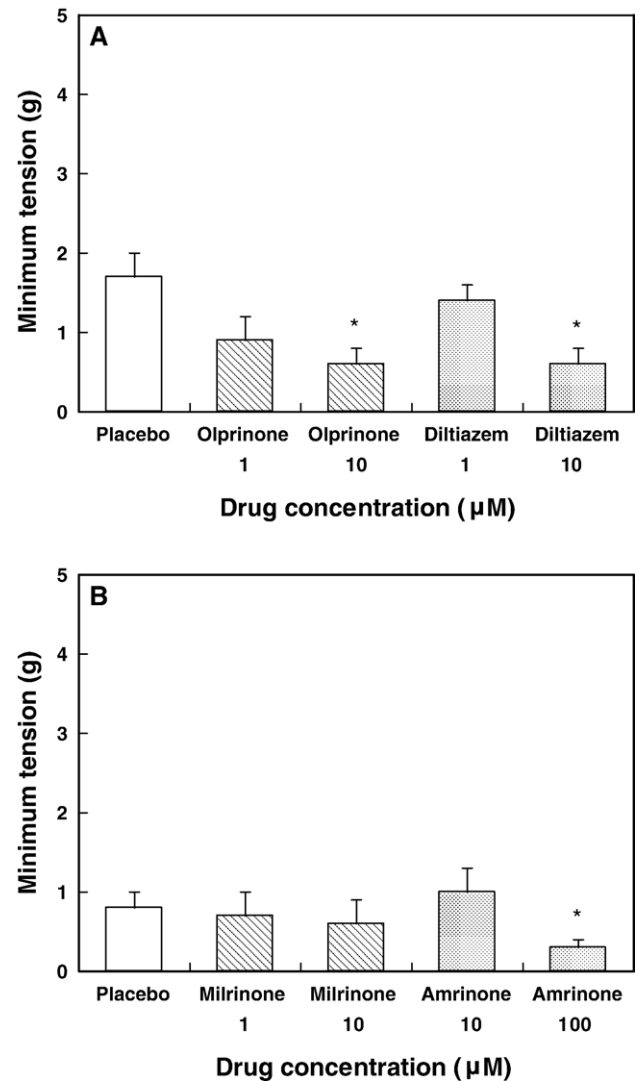 A
Minimum tension (g)
5
4
3
2
1
0
*
*
Placebo Olprinone Olprinone Diltiazem Diltiazem
1 10 1 10
Drug concentration (µM)
B
Minimum tension (g)
5
4
3
2
1
0
*
Placebo Milrinone Milrinone Amrinone Amrinone
1 10 10 100
Drug concentration (µM)